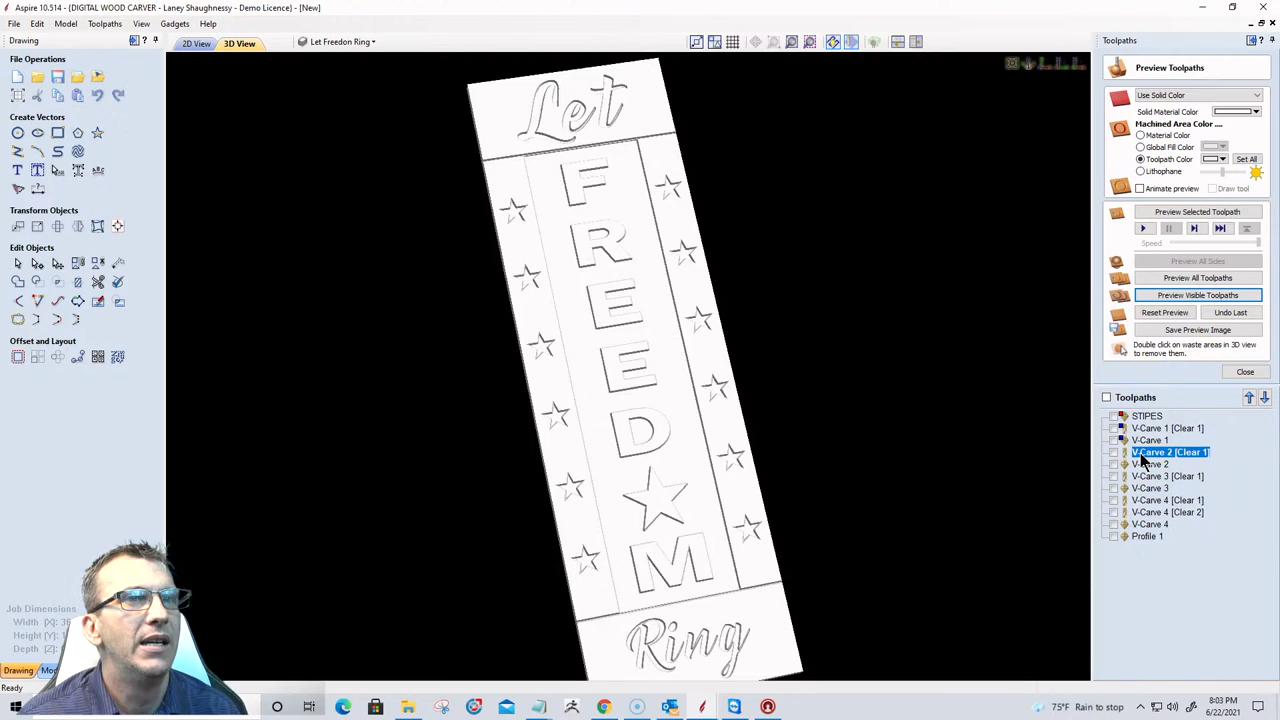 Aspire 10.514 - (DIGITAL WOOD CARVER - Laney Shaughnessy - Demo Licence) - [New]
File Edit Model Toolpaths View Gadgets Help
Drawing
2D View 3D View Let Freedon Ring
Toolpaths
File Operations
Create Vectors
Transform Objects
Edit Objects
Offset and Layout
Let
F
R
E
E
D
M
Ring
Preview Toolpaths
Use Solid Color
Solid Material Color
Machined Area Color ....
Material Color
Global Fill Color
Toolpath Color Set All
Lithophane
Animate preview Draw tool
Preview Selected Toolpath
Speed
Preview All Sides
Preview All Toolpaths
Preview Visible Toolpaths
Reset Preview Undo Last
Save Preview Image
Double click on waste areas in 3D view
to remove them.
Close
Toolpaths
STIPES
V-Carve 1 [Clear 1]
V-Carve 1
V-Carve 2 [Clear 1]
V-Carve 2
V-Carve 3 [Clear 1]
V-Carve 3
V-Carve 4 [Clear 1]
V-Carve 4 [Clear 2]
V-Carve 4
Profile 1
Job Dimensions
Width (X):
Height
Drawing
Ready
75°F Rain to stop
8:03 PM
6/22/2021